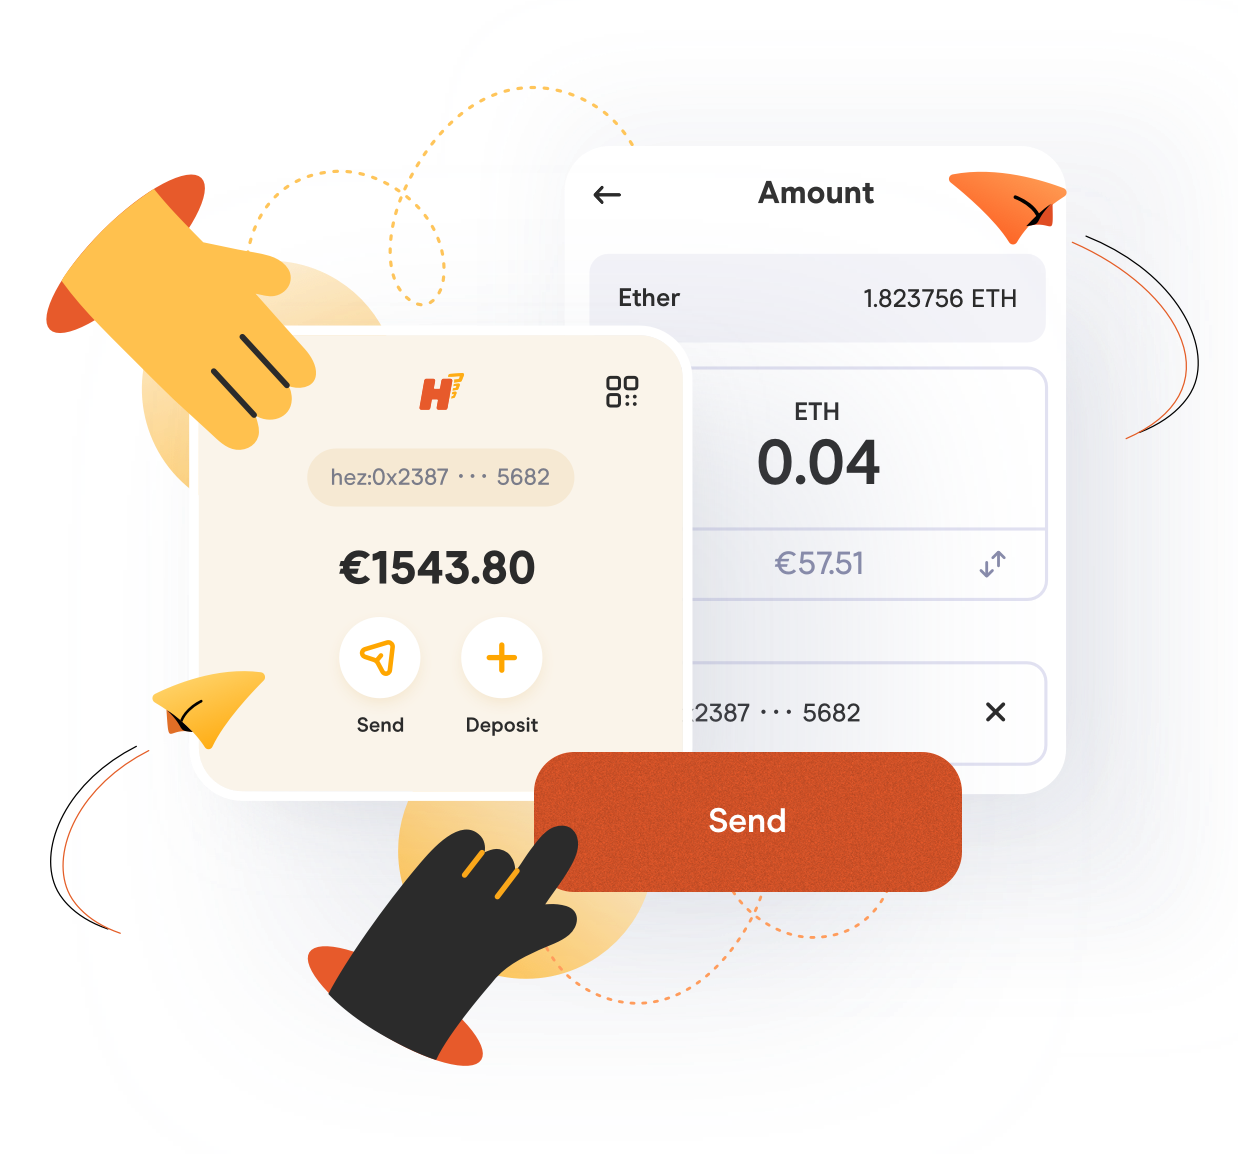 Amount
Ether 1.823756 ETH
ETH
0.04
€57.51
2387 ··· 5682
H
hez:0x2387 ··· 5682
€1543.80
Send Deposit
Send